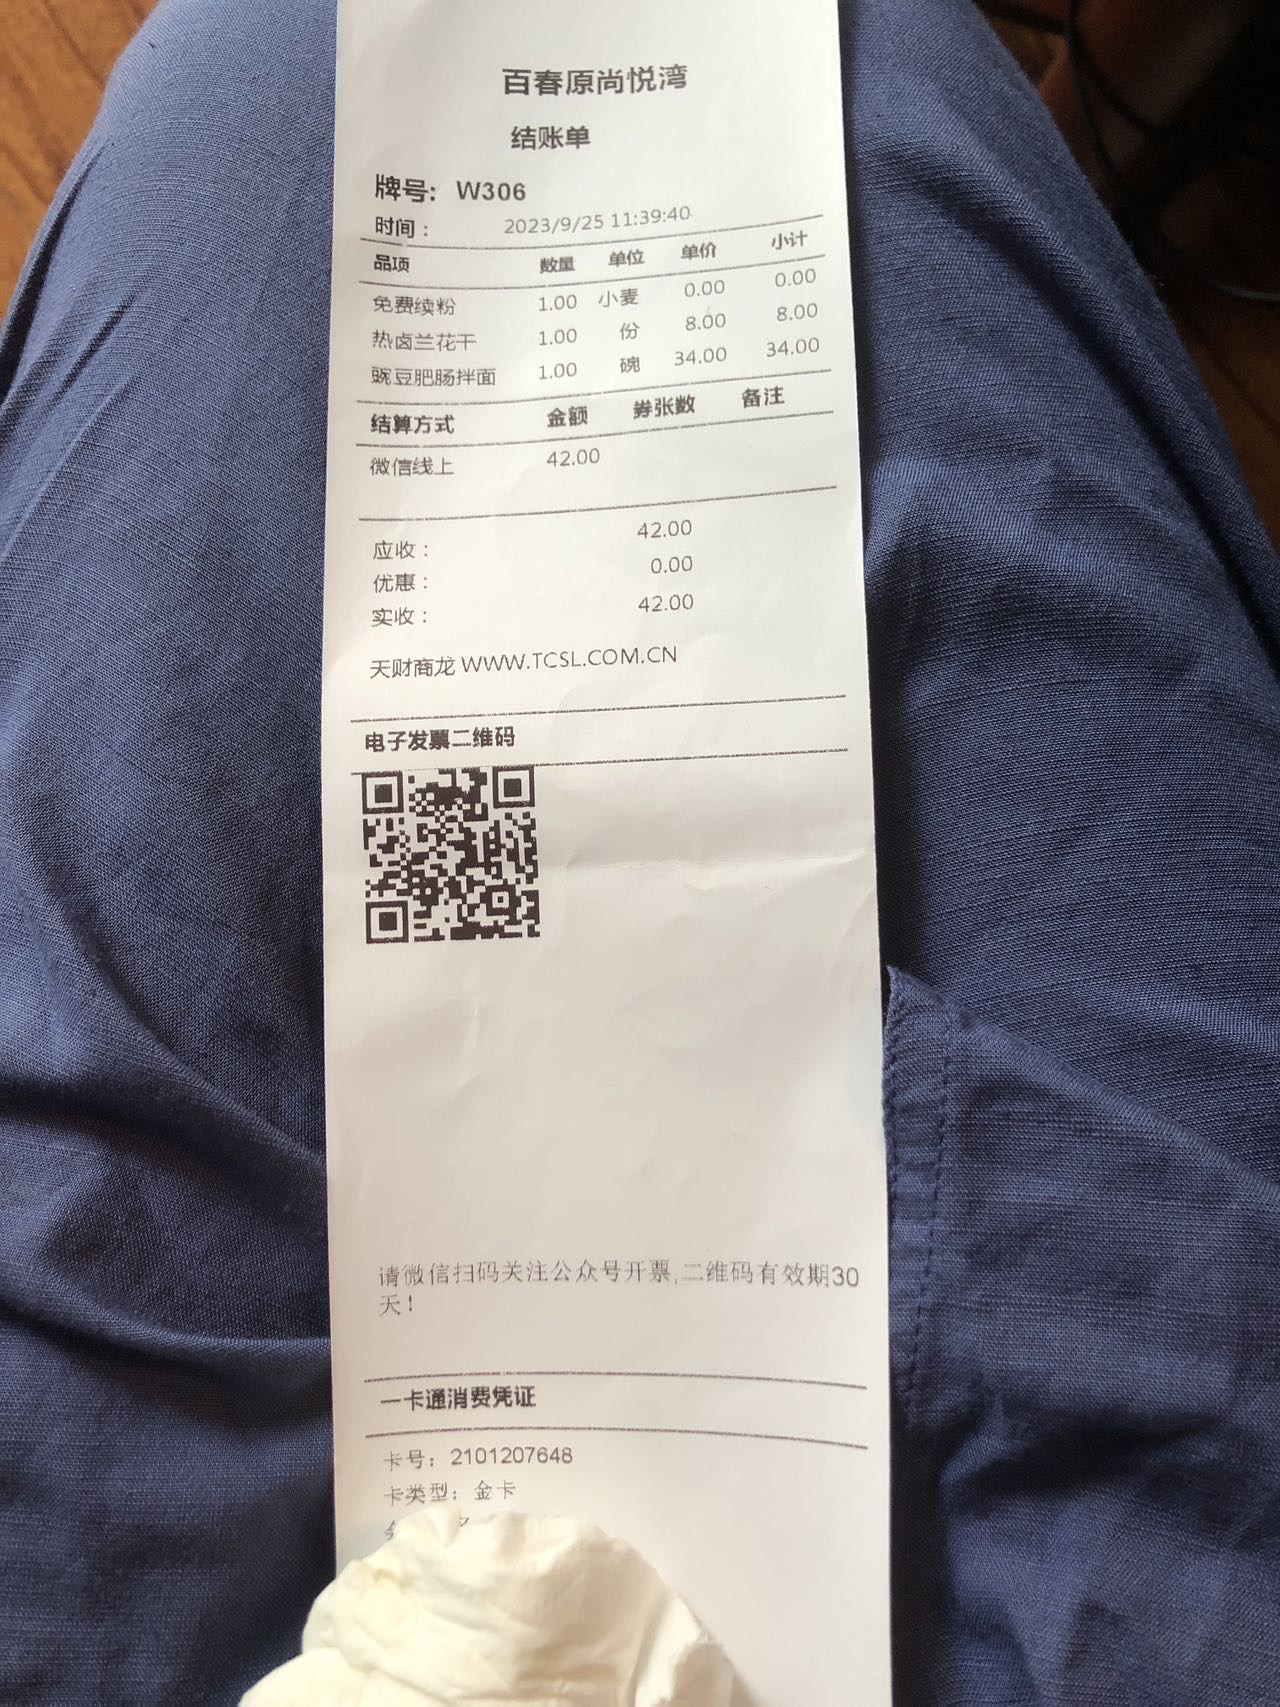 百春原尚悦湾
结账单
牌号: W306
时间: 2023/9/25 11:39:40
品项 数量 单位 单价 小计
免费续粉 1.00 小麦 0.00 0.00
热卤兰花干 1.00 份 8.00 8.00
豌豆肥肠拌面 1.00 碗 34.00 34.00
结算方式 金额 券张数 备注
微信线上 42.00
应收: 42.00
优惠: 0.00
实收: 42.00
天财商龙 WWW.TCSL.COM.CN
电子发票二维码
请微信扫码关注公众号开票,二维码有效期30
天!
一卡通消费凭证
卡号: 2101207648
卡类型: 金卡